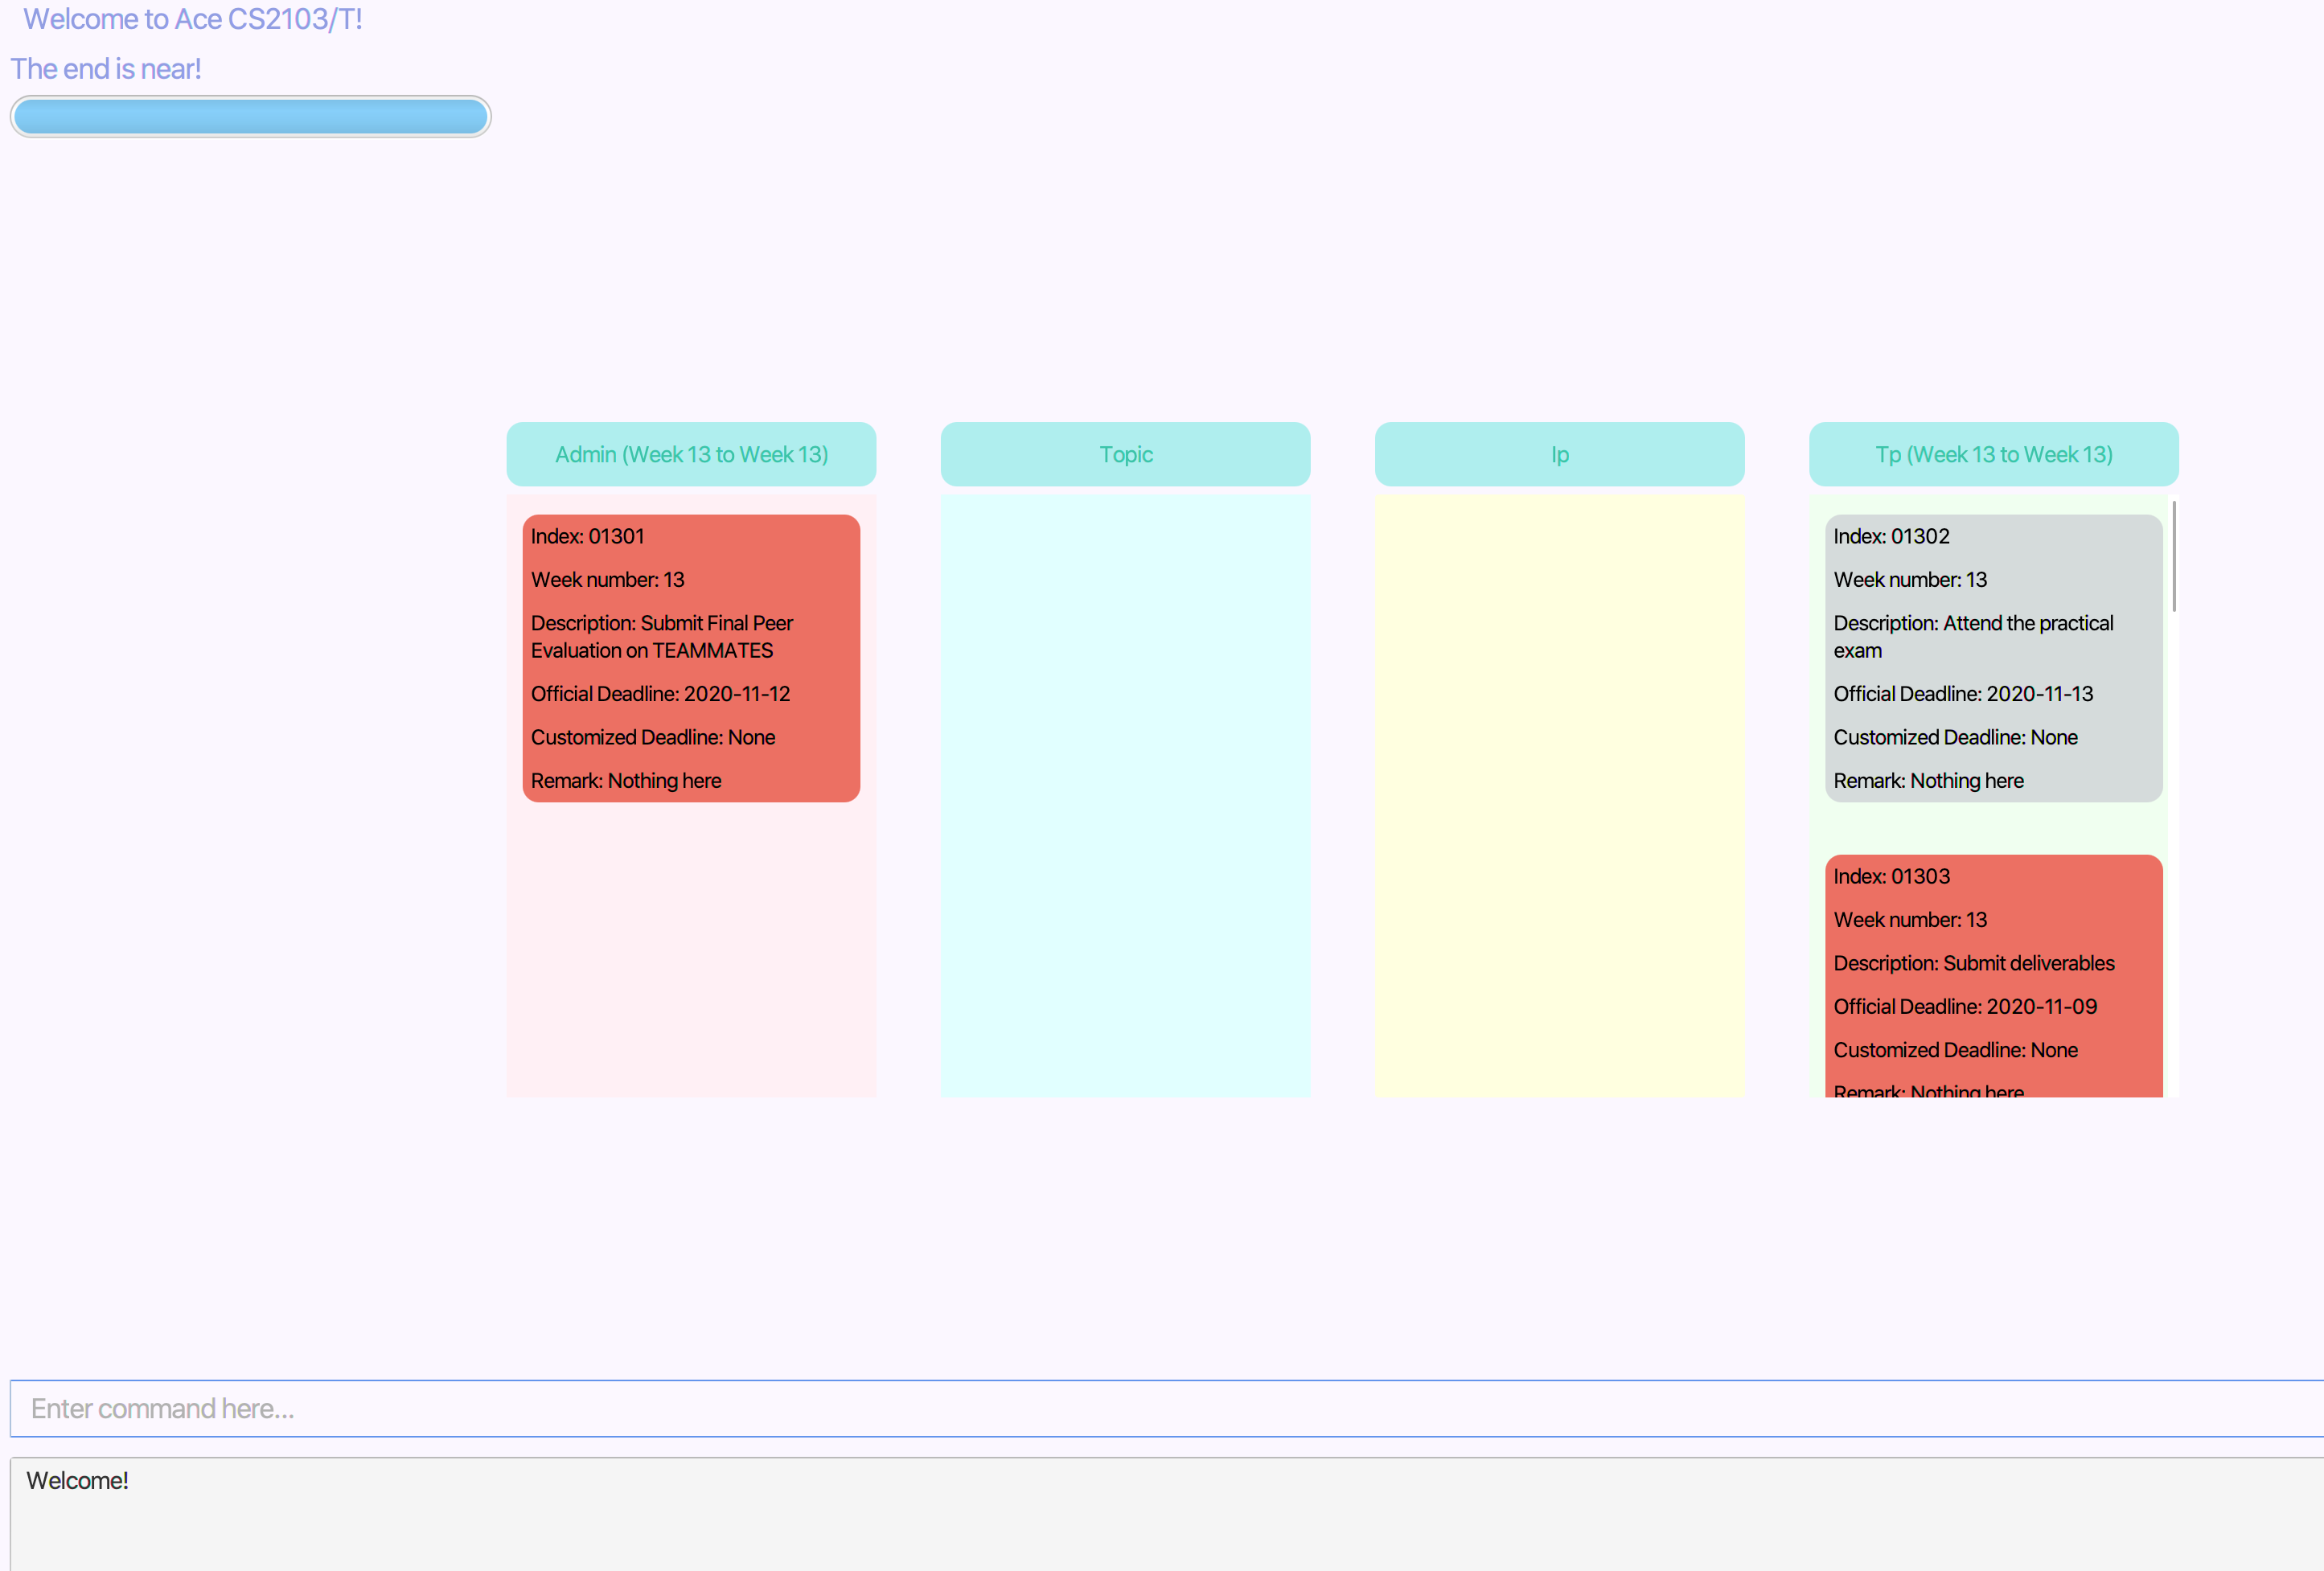 Welcome to Ace CS2103/T!
The end is near!
Admin (Week 13 to Week 13)
Index: 01301
Week number: 13
Description: Submit Final Peer
Evaluation on TEAMMATES
Official Deadline: 2020-11-12
Customized Deadline: None
Remark: Nothing here
Topic
Ip
Tp (Week 13 to Week 13)
Index: 01302
Week number: 13
Description: Attend the practical
exam
Official Deadline: 2020-11-13
Customized Deadline: None
Remark: Nothing here
Index: 01303
Week number: 13
Description: Submit deliverables
Official Deadline: 2020-11-09
Customized Deadline: None
Remark: Nothing here
Enter command here...
Welcome!